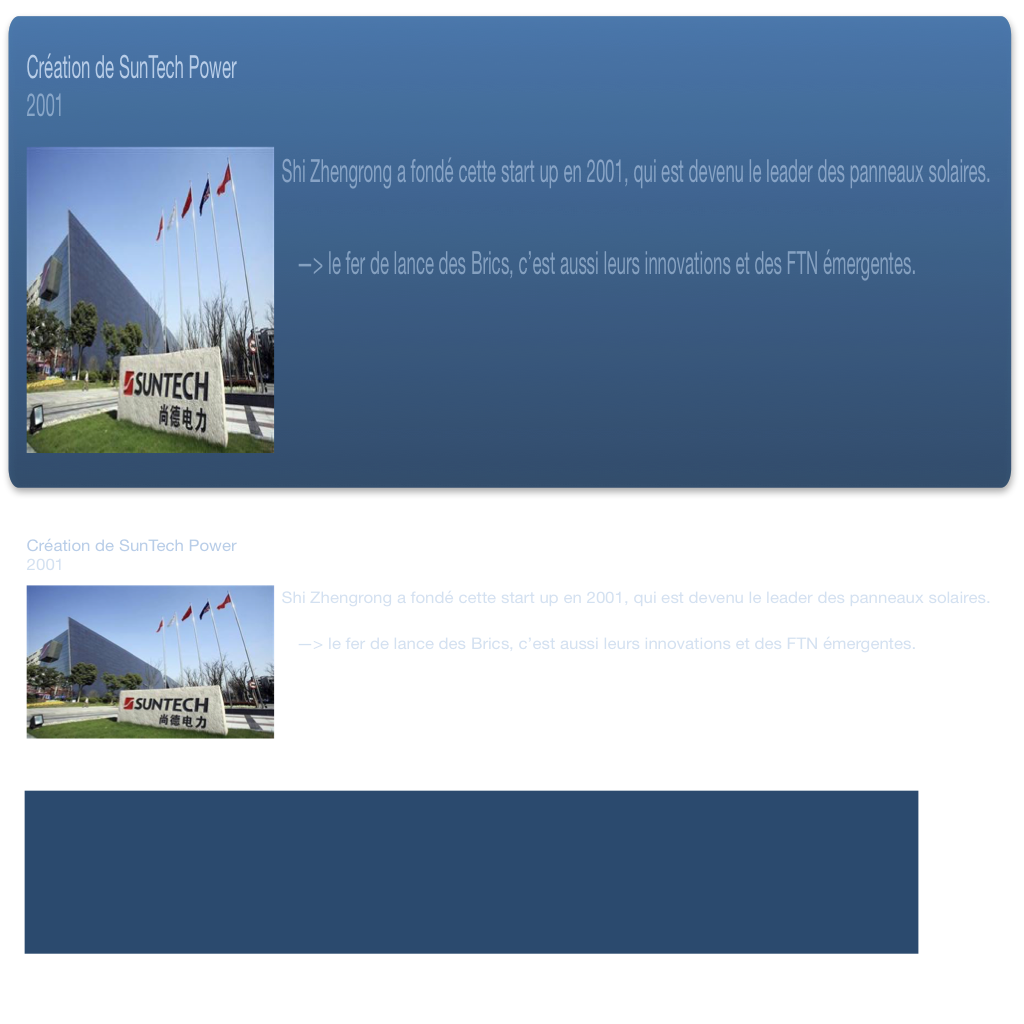 Création de SunTech Power
2001
Shi Zhengrong a fondé cette start up en 2001, qui est devenu le leader des panneaux solaires.
—> le fer de lance des Brics, c’est aussi leurs innovations et des FTN émergentes.
SUNTECH
尚德电力
Création de SunTech Power
2001
Shi Zhengrong a fondé cette start up en 2001, qui est devenu le leader des panneaux solaires.
—> le fer de lance des Brics, c’est aussi leurs innovations et des FTN émergentes.
SUNTECH
尚德电力